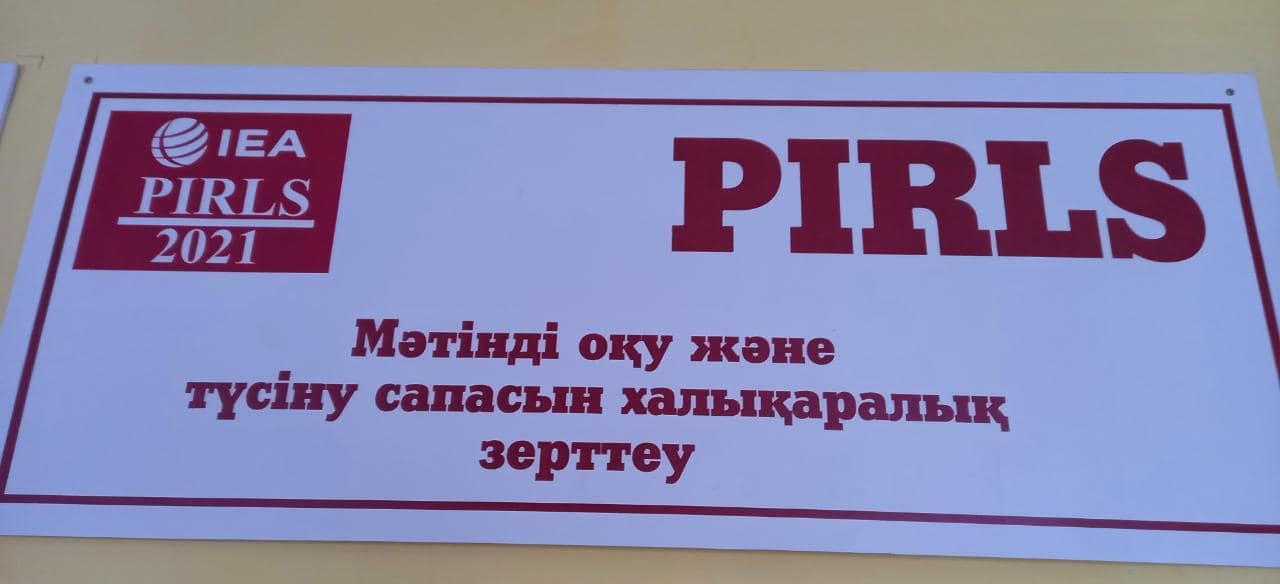 IEA
PIRLS
2021
PIRLS
Мәтінді оқу және
түсіну сапасын халықаралық
зерттеу